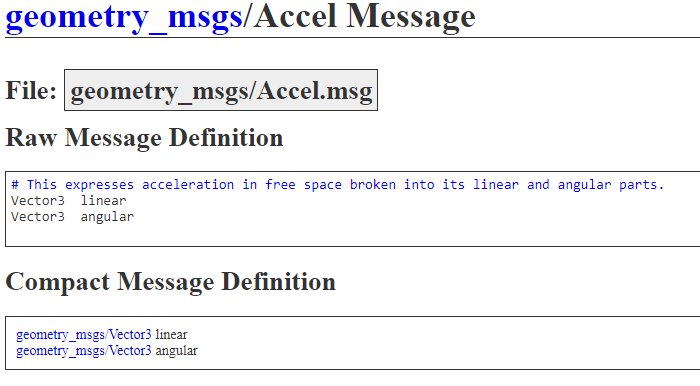 geometry_msgs/Accel Message
File: geometry_msgs/Accel.msg
Raw Message Definition
# This expresses acceleration in free space broken into its linear and angular parts.
Vector3  linear
Vector3  angular
Compact Message Definition
geometry_msgs/Vector3 linear
geometry_msgs/Vector3 angular